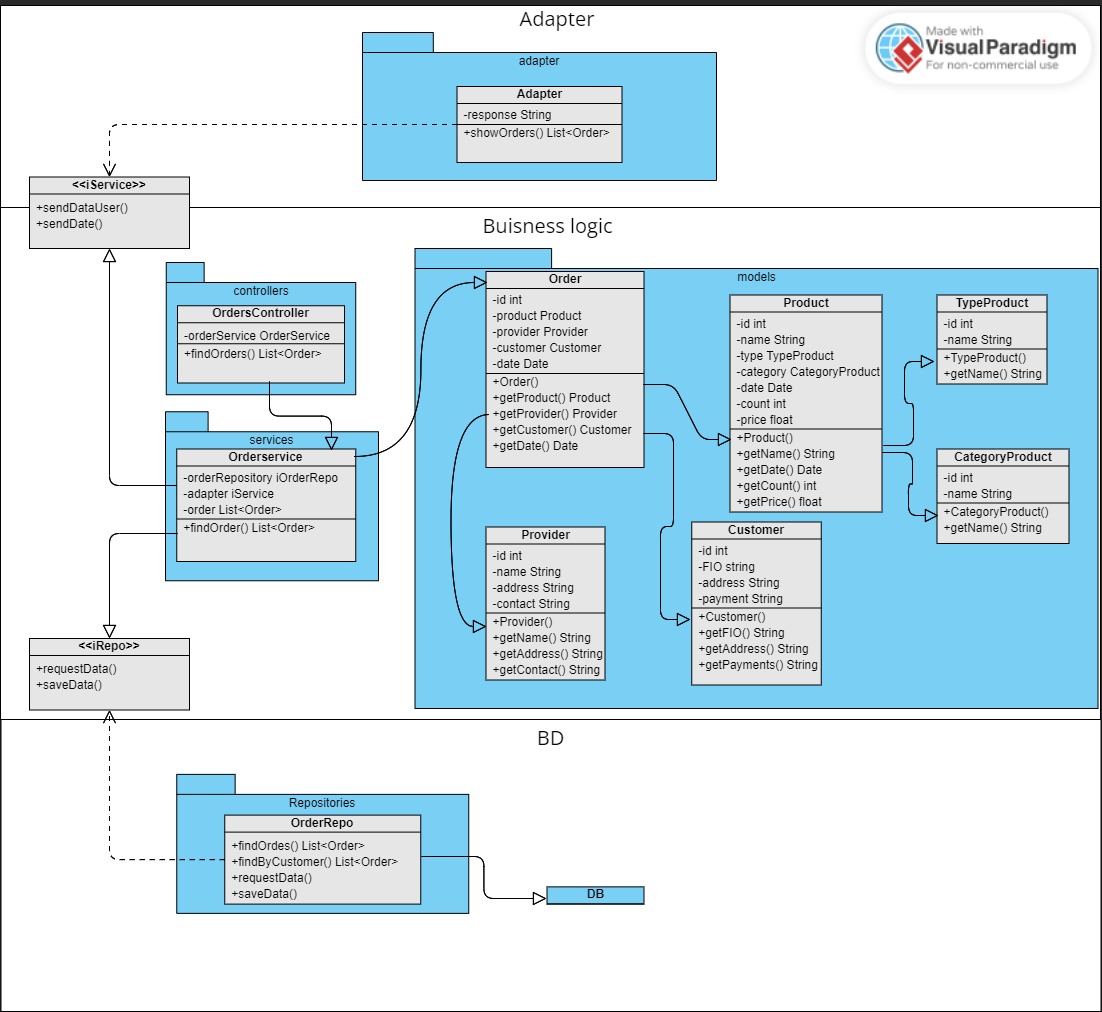 Adapter
Made with
Visual Paradigm
For non-commercial use
adapter
Adapter
-response String
+showOrders() List<Order>
<<iService>>
+sendDataUser()
+sendDate()
Buisness logic
controllers
OrdersController
-orderService OrderService
+findOrders() List<Order>
services
Orderservice
-orderRepository iOrderRepo
-adapter iService
-order List<Order>
+findOrder() List<Order>
<<iRepo>>
+requestData()
+saveData()
models
Order
-id int
-product Product
-provider Provider
-customer Customer
-date Date
+Order()
+getProduct() Product
+getProvider() Provider
+getCustomer() Customer
+getDate() Date
Product
-id int
-name String
-type TypeProduct
-category CategoryProduct
-date Date
-count int
-price float
+Product()
+getName() String
+getDate() Date
+getCount() int
+getPrice() float
TypeProduct
-id int
-name String
+TypeProduct()
+getName() String
CategoryProduct
-id int
-name String
+CategoryProduct()
+getName() String
Provider
-id int
-name String
-address String
-contact String
+Provider()
+getName() String
+getAddress() String
+getContact() String
Customer
-id int
-FIO string
-address String
-payment String
+Customer()
+getFIO() String
+getAddress() String
+getPayments() String
BD
Repositories
OrderRepo
+findOrdes() List<Order>
+findByCustomer() List<Order>
+requestData()
+saveData()
DB